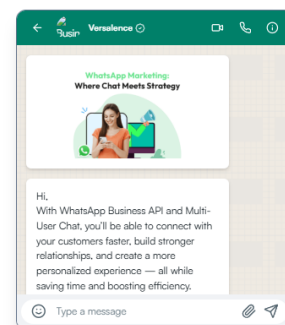 Versalence
WhatsApp Marketing:
Where Chat Meets Strategy
Hi,
With WhatsApp Business API and Multi-
User Chat, you'll be able to connect with
your customers faster, build stronger
relationships, and create a more
personalized experience — all while
saving time and boosting efficiency.
Type a message